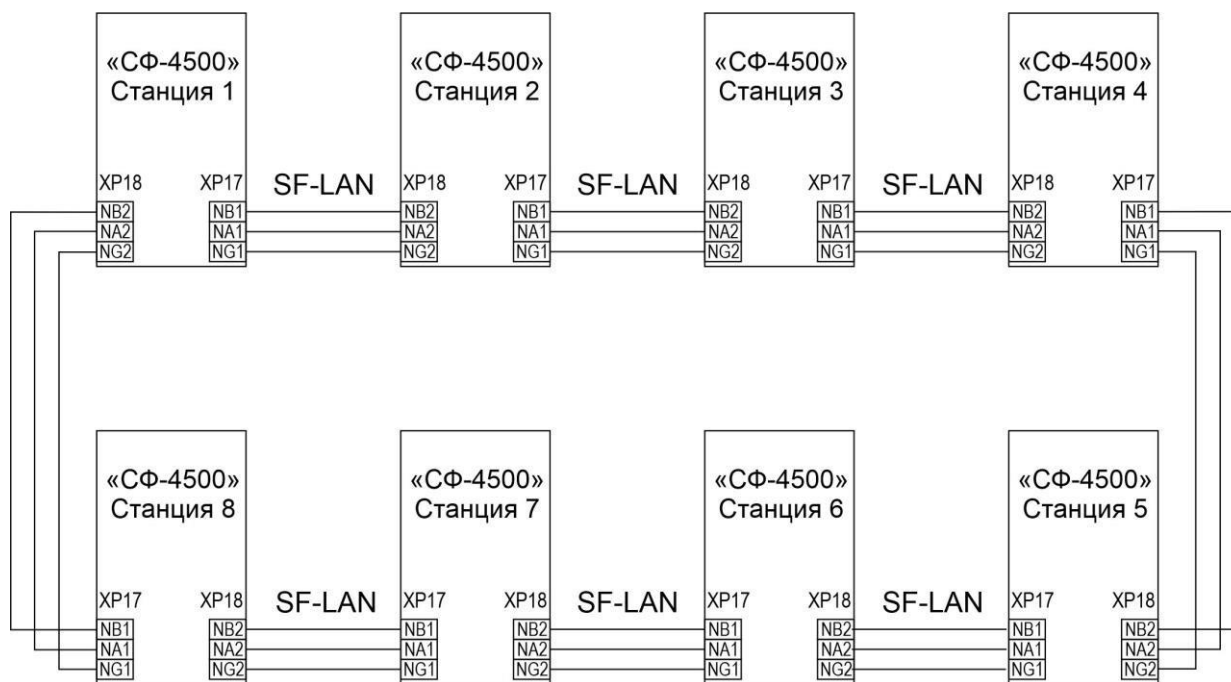 «СФ-4500»
Станция 1
«СФ-4500»
Станция 2
«СФ-4500»
Станция 3
«СФ-4500»
Станция 4
XP18 XP17 SF-LAN XP18 XP17 SF-LAN XP18 XP17 SF-LAN XP18 XP17
NB2 NB1 NB2 NB1 NB2 NB1 NB2 NB1
NA2 NA1 NA2 NA1 NA2 NA1 NA2 NA1
NG2 NG1 NG2 NG1 NG2 NG1 NG2 NG1
«СФ-4500»
Станция 8
«СФ-4500»
Станция 7
«СФ-4500»
Станция 6
«СФ-4500»
Станция 5
XP17 XP18 SF-LAN XP17 XP18 SF-LAN XP17 XP18 SF-LAN XP17 XP18
NB1 NB2 NB1 NB2 NB1 NB2 NB1 NB2
NA1 NA2 NA1 NA2 NA1 NA2 NA1 NA2
NG1 NG2 NG1 NG2 NG1 NG2 NG1 NG2